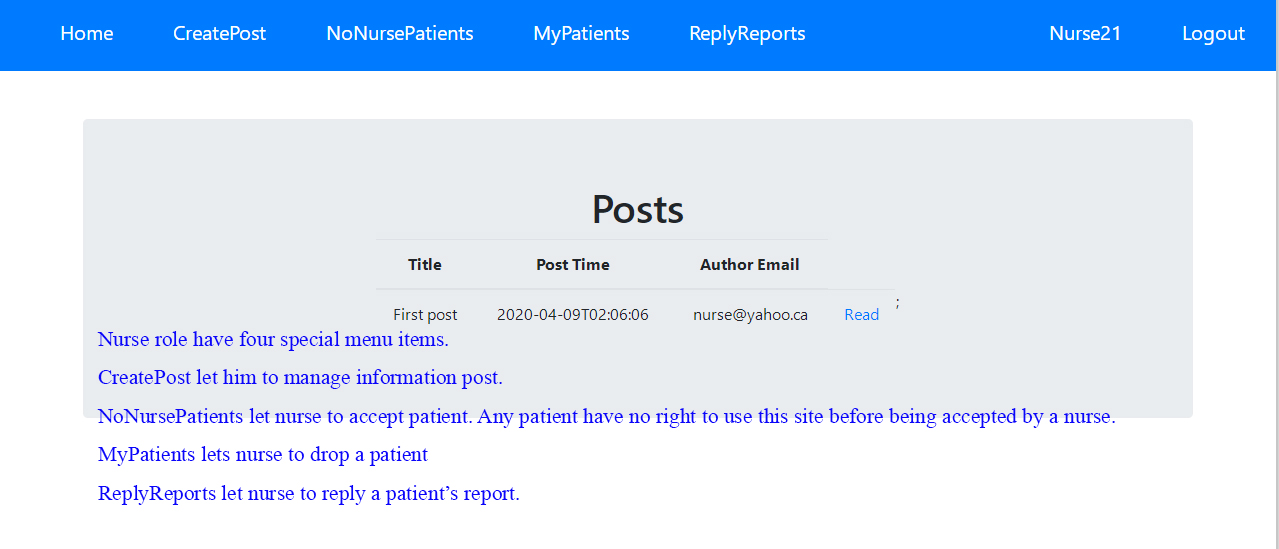 Home CreatePost NoNursePatients MyPatients ReplyReports Nurse21 Logout
Posts
Title Post Time Author Email
First post 2020-04-09T02:06:06 nurse@yahoo.ca Read ;
Nurse role have four special menu items.
CreatePost let him to manage information post.
NoNursePatients let nurse to accept patient. Any patient have no right to use this site before being accepted by a nurse.
MyPatients lets nurse to drop a patient
ReplyReports let nurse to reply a patient’s report.